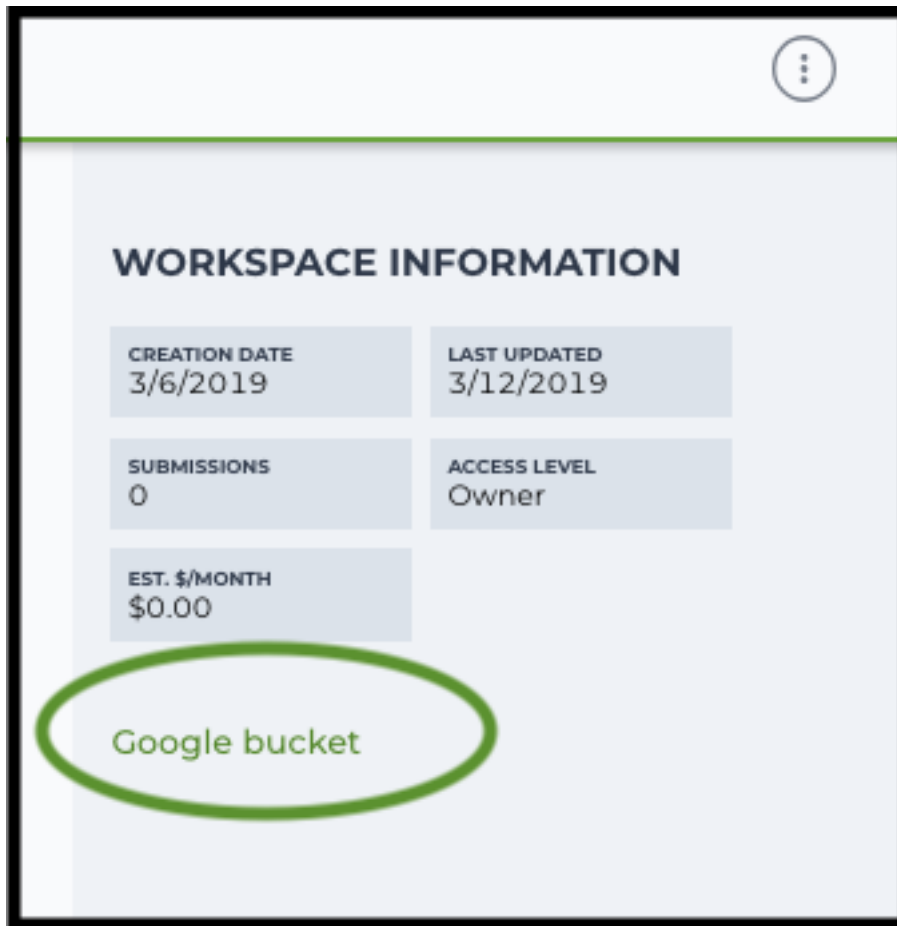 WORKSPACE INFORMATION
CREATION DATE
3/6/2019
LAST UPDATED
3/12/2019
SUBMISSIONS
0
ACCESS LEVEL
Owner
EST. $/MONTH
$0.00
Google bucket